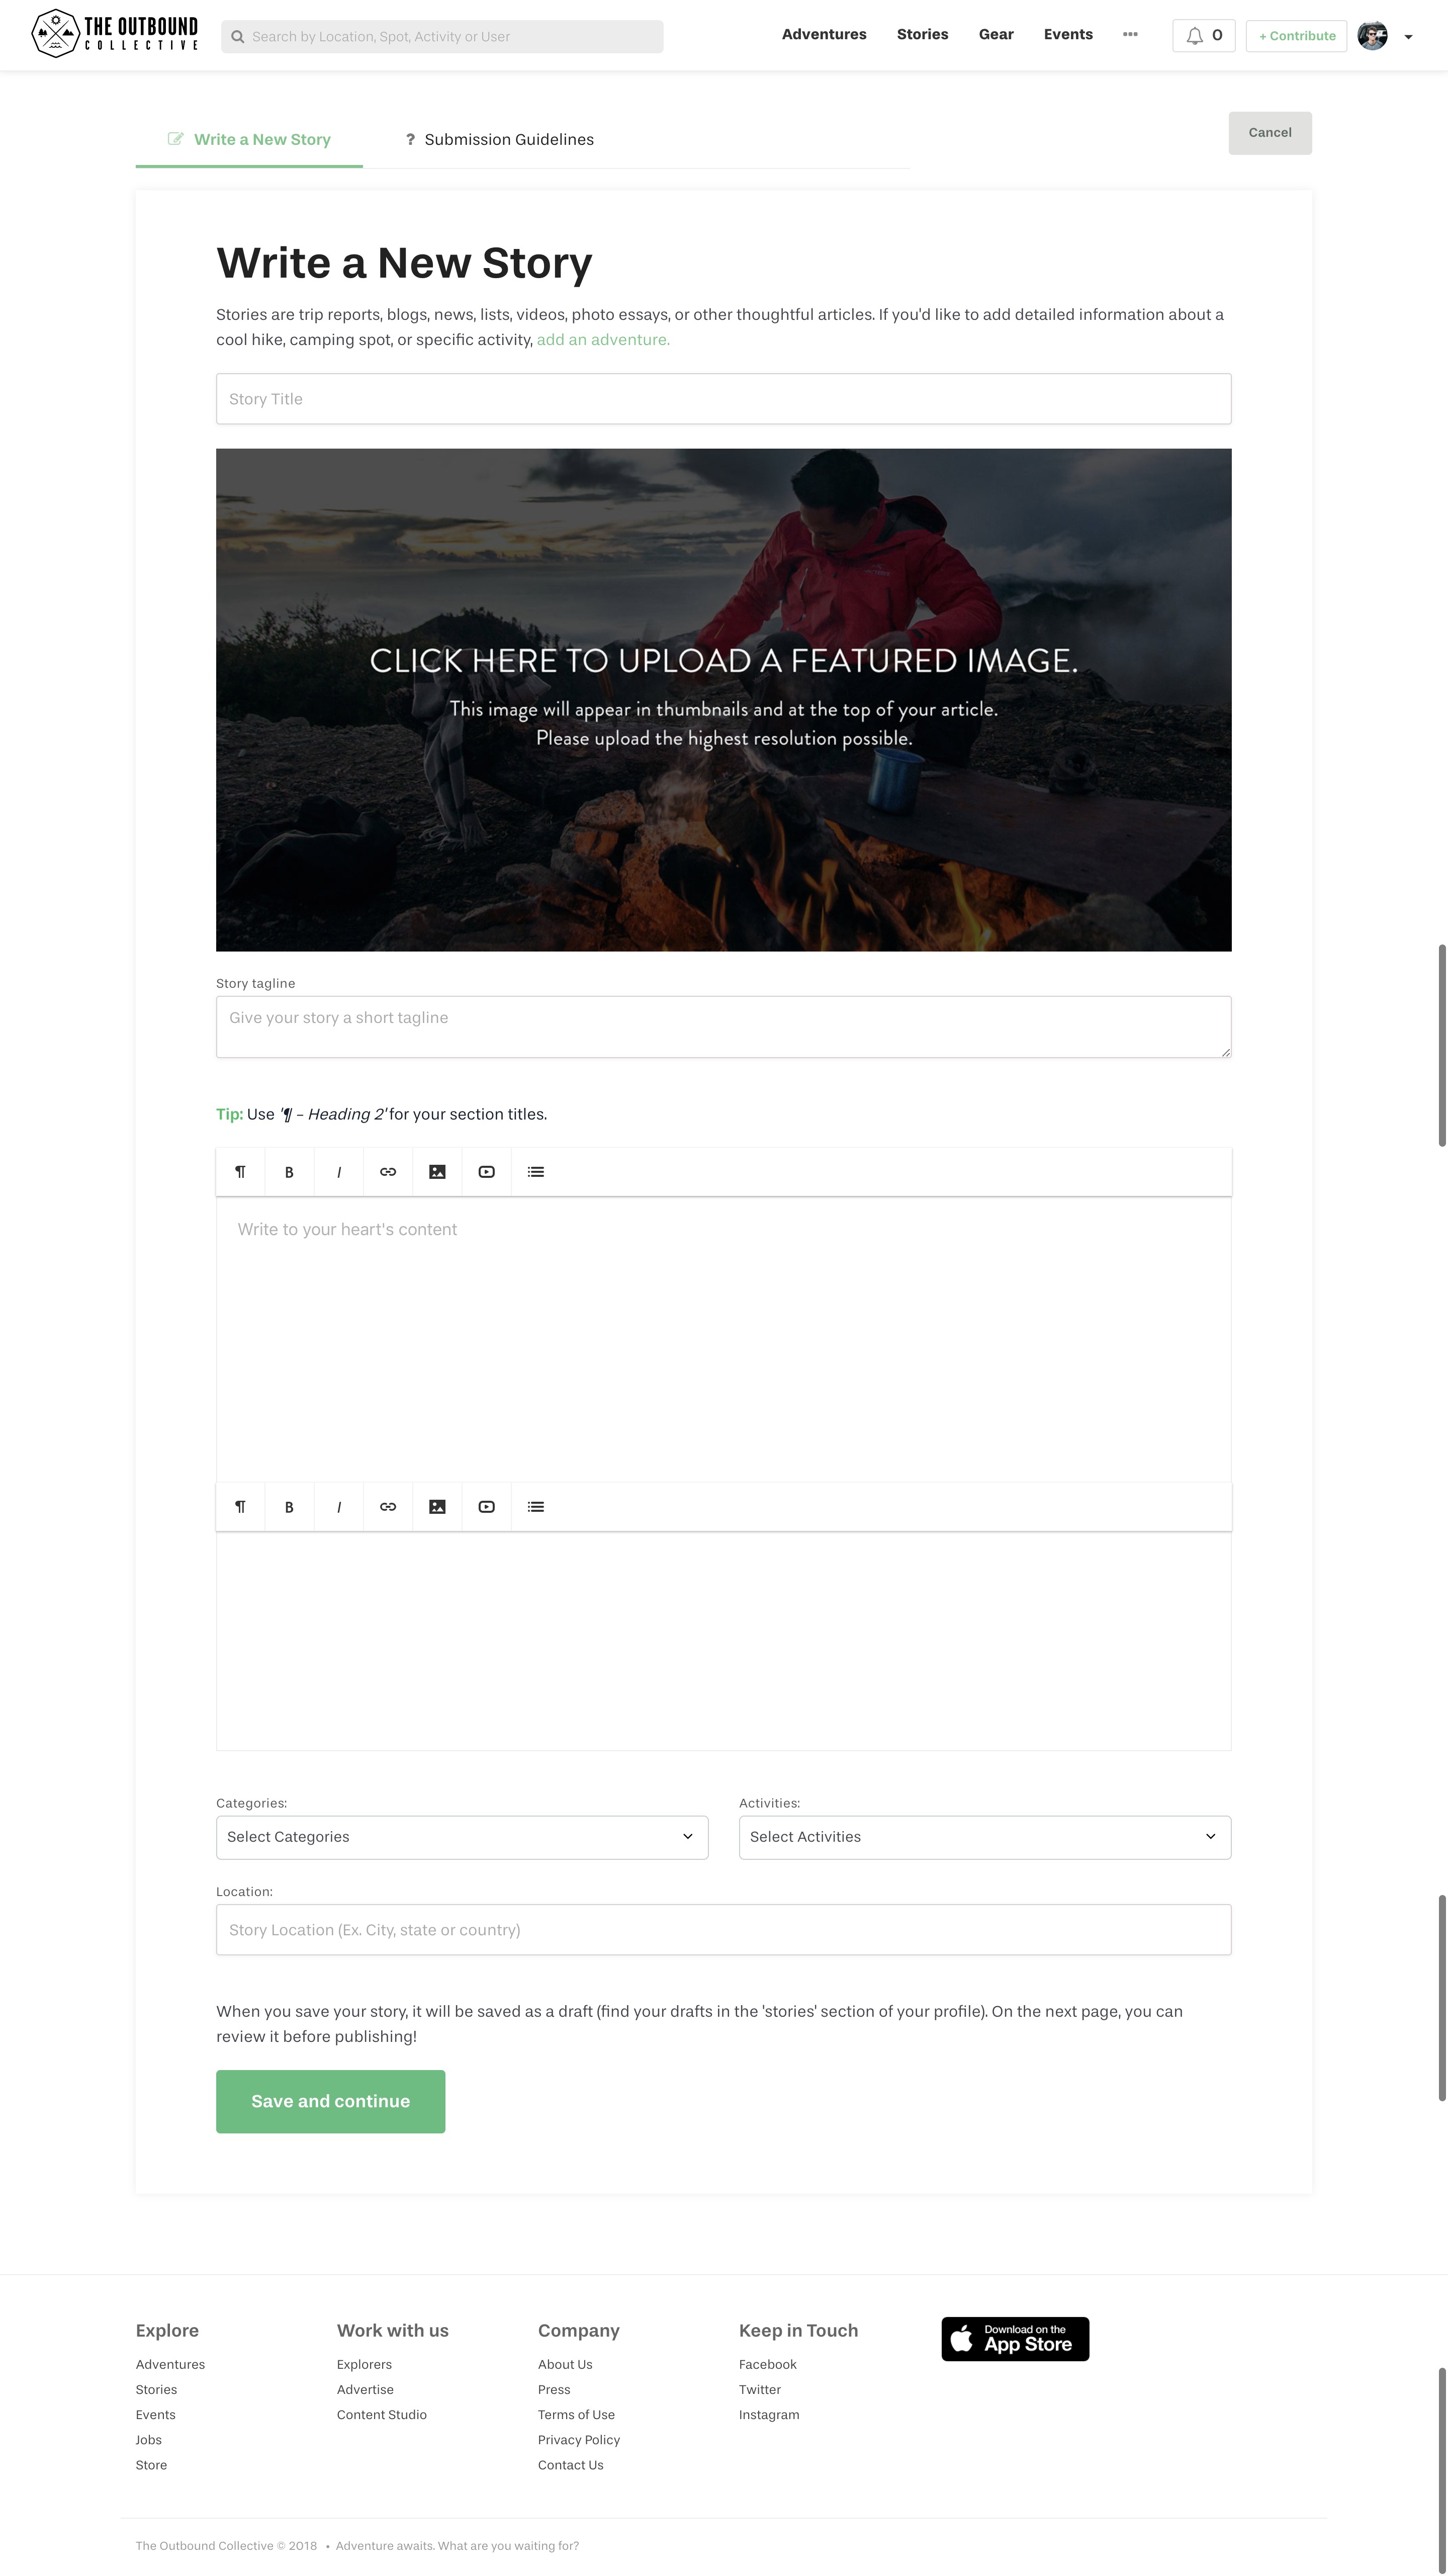 THE OUTBOUND
COLLECTIVE
Search by Location, Spot, Activity or User
Adventures
Stories
Gear
Events
0
+ Contribute
Write a New Story
? Submission Guidelines
Cancel
Write a New Story
Stories are trip reports, blogs, news, lists, videos, photo essays, or other thoughtful articles. If you'd like to add detailed information about a
cool hike, camping spot, or specific activity, add an adventure.
Story Title
CLICK HERE TO UPLOAD A FEATURED IMAGE.
This image will appear in thumbnails and at the top of your article.
Please upload the highest resolution possible.
Story tagline
Give your story a short tagline
Tip: Use '¶ - Heading 2' for your section titles.
¶ B I
Write to your heart's content
¶ B I
Categories:
Select Categories
Activities:
Select Activities
Location:
Story Location (Ex. City, state or country)
When you save your story, it will be saved as a draft (find your drafts in the 'stories' section of your profile). On the next page, you can
review it before publishing!
Save and continue
Explore
Adventures
Stories
Events
Jobs
Store
Work with us
Explorers
Advertise
Content Studio
Company
About Us
Press
Terms of Use
Privacy Policy
Contact Us
Keep in Touch
Facebook
Twitter
Instagram
Download on the
App Store
The Outbound Collective © 2018 • Adventure awaits. What are you waiting for?